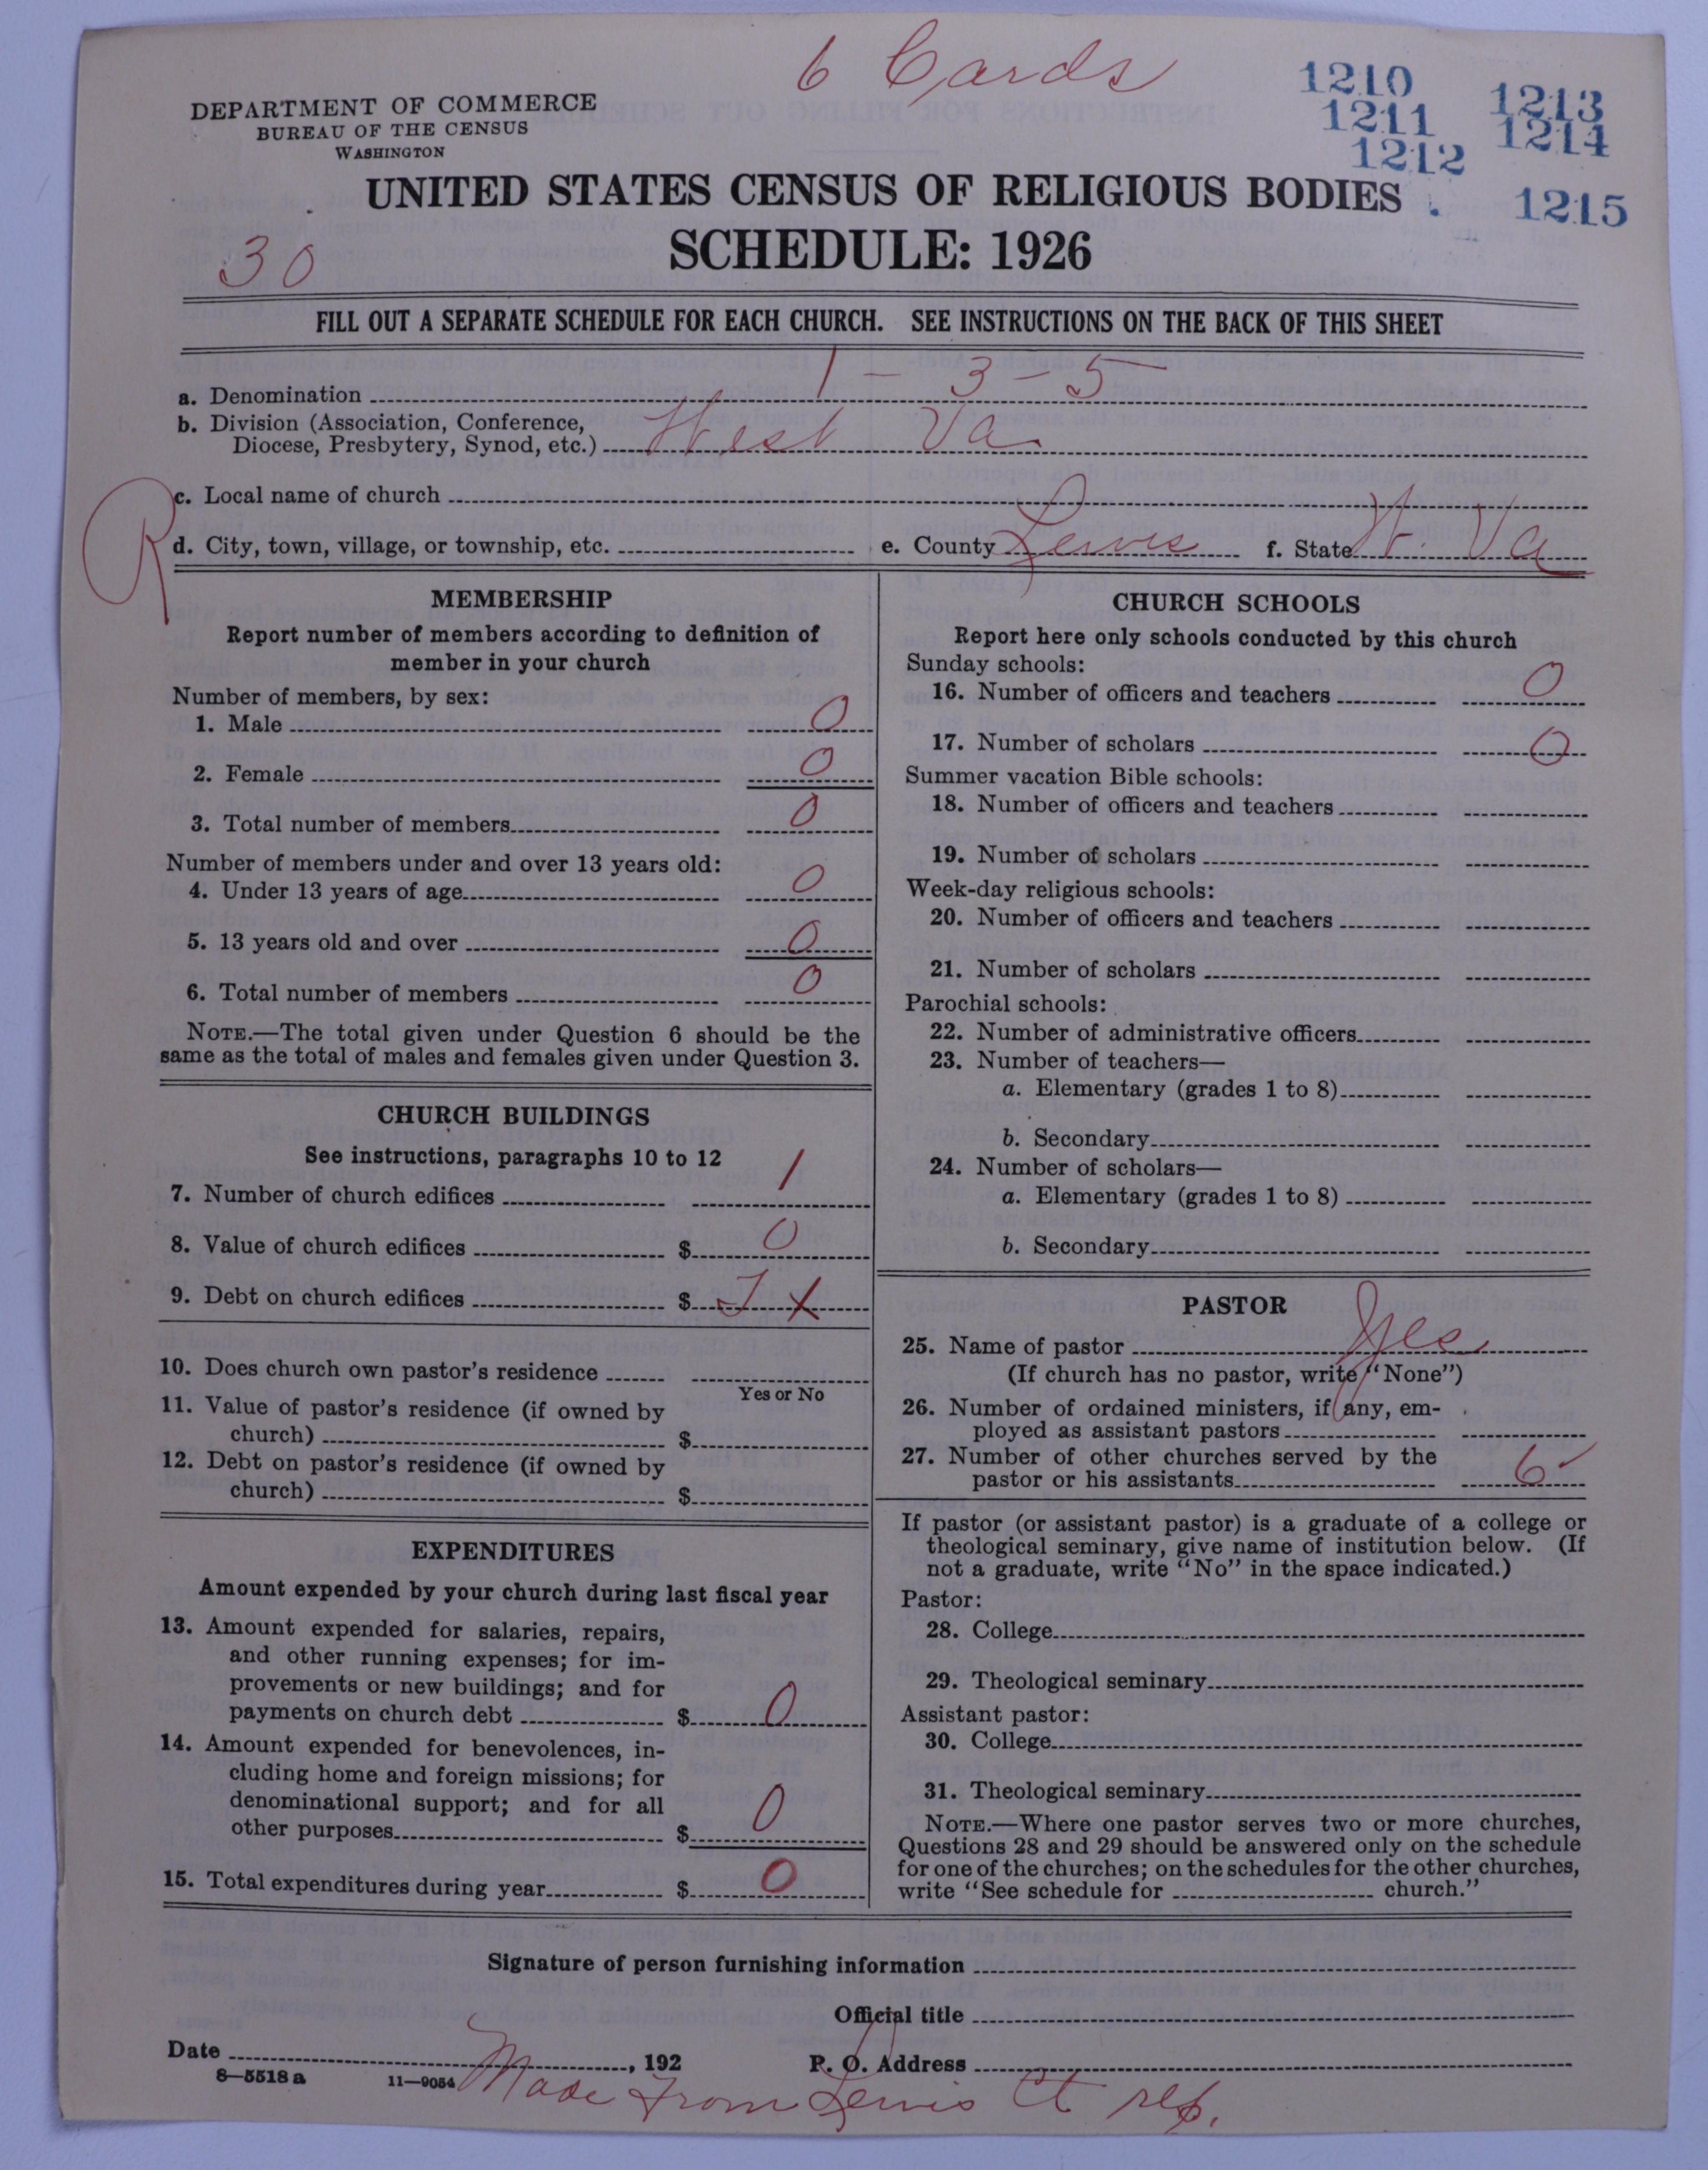 6 Cards
1210
1211
1212
1213
1214
1215
DEPARTMENT OF COMMERCE
BUREAU OF THE CENSUS
WASHINGTON
UNITED STATES CENSUS OF RELIGIOUS BODIES
SCHEDULE: 1926
30
FILL OUT A SEPARATE SCHEDULE FOR EACH CHURCH. SEE INSTRUCTIONS ON THE BACK OF THIS SHEET
a. Denomination 1-3-5
b. Division (Association, Conference,
Diocese, Presbytery, Synod, etc.) West Va.
c. Local name of church
R
d. City, town, village, or township, etc. e. County Lewis f. State W. Va
MEMBERSHIP
Report number of members according to definition of
member in your church
Number of members, by sex:
1. Male 0
2. Female 0
3. Total number of members 0
Number of members under and over 13 years old:
4. Under 13 years of age 0
5. 13 years old and over 0
6. Total number of members 0
NOTE.—The total given under Question 6 should be the
same as the total of males and females given under Question 3.
CHURCH BUILDINGS
See instructions, paragraphs 10 to 12
7. Number of church edifices 1
8. Value of church edifices $ 0
9. Debt on church edifices $ J X
10. Does church own pastor's residence
Yes or No
11. Value of pastor's residence (if owned by
church) $
12. Debt on pastor's residence (if owned by
church) $
EXPENDITURES
Amount expended by your church during last fiscal year
13. Amount expended for salaries, repairs,
and other running expenses; for im-
provements or new buildings; and for
payments on church debt $ 0
14. Amount expended for benevolences, in-
cluding home and foreign missions; for
denominational support; and for all
other purposes $ 0
15. Total expenditures during year $ 0
CHURCH SCHOOLS
Report here only schools conducted by this church
Sunday schools:
16. Number of officers and teachers 0
17. Number of scholars 0
Summer vacation Bible schools:
18. Number of officers and teachers
19. Number of scholars
Week-day religious schools:
20. Number of officers and teachers
21. Number of scholars
Parochial schools:
22. Number of administrative officers
23. Number of teachers—
a. Elementary (grades 1 to 8)
b. Secondary
24. Number of scholars—
a. Elementary (grades 1 to 8)
b. Secondary
PASTOR
25. Name of pastor Yes
(If church has no pastor, write "None")
26. Number of ordained ministers, if any, em-
ployed as assistant pastors
27. Number of other churches served by the
pastor or his assistants 6
If pastor (or assistant pastor) is a graduate of a college or
theological seminary, give name of institution below. (If
not a graduate, write "No" in the space indicated.)
Pastor:
28. College
29. Theological seminary
Assistant pastor:
30. College
31. Theological seminary
NOTE.—Where one pastor serves two or more churches,
Questions 28 and 29 should be answered only on the schedule
for one of the churches; on the schedules for the other churches,
write "See schedule for church."
Signature of person furnishing information
Official title
Date , 192 P. O. Address
8—5518 a 11—9054
Made From Lewis Ct rep.